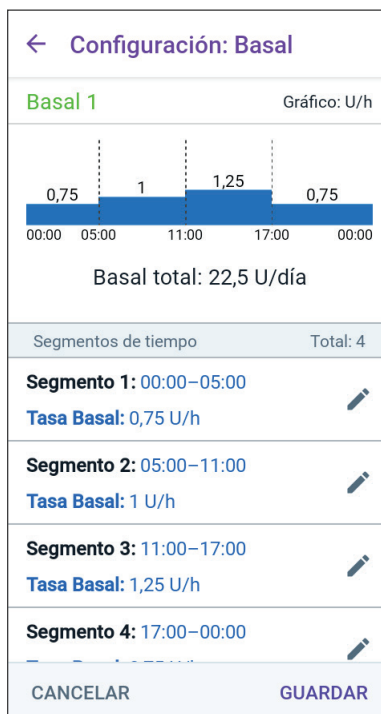 Configuración: Basal
Basal 1 Gráfico: U/h
0,75 1 1,25 0,75
00:00 05:00 11:00 17:00 00:00
Basal total: 22,5 U/día
Segmentos de tiempo Total: 4
Segmento 1: 00:00–05:00
Tasa Basal: 0,75 U/h
Segmento 2: 05:00–11:00
Tasa Basal: 1 U/h
Segmento 3: 11:00–17:00
Tasa Basal: 1,25 U/h
Segmento 4: 17:00–00:00
CANCELAR GUARDAR